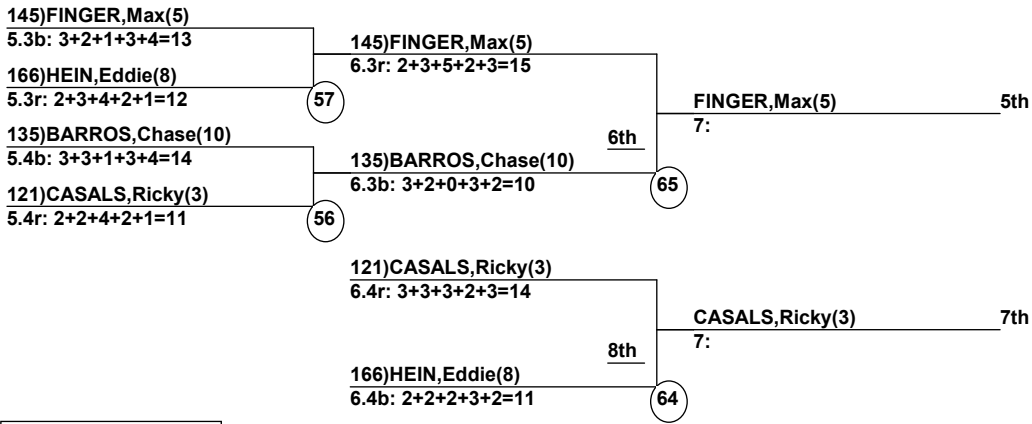 145)FINGER,Max(5)
5.3b: 3+2+1+3+4=13
166)HEIN,Eddie(8)
5.3r: 2+3+4+2+1=12
57
135)BARROS,Chase(10)
5.4b: 3+3+1+3+4=14
121)CASALS,Ricky(3)
5.4r: 2+2+4+2+1=11
56
145)FINGER,Max(5)
6.3r: 2+3+5+2+3=15
6th
135)BARROS,Chase(10)
6.3b: 3+2+0+3+2=10
65
FINGER,Max(5) 5th
7:
121)CASALS,Ricky(3)
6.4r: 3+3+3+2+3=14
8th
166)HEIN,Eddie(8)
6.4b: 2+2+2+3+2=11
64
CASALS,Ricky(3) 7th
7: